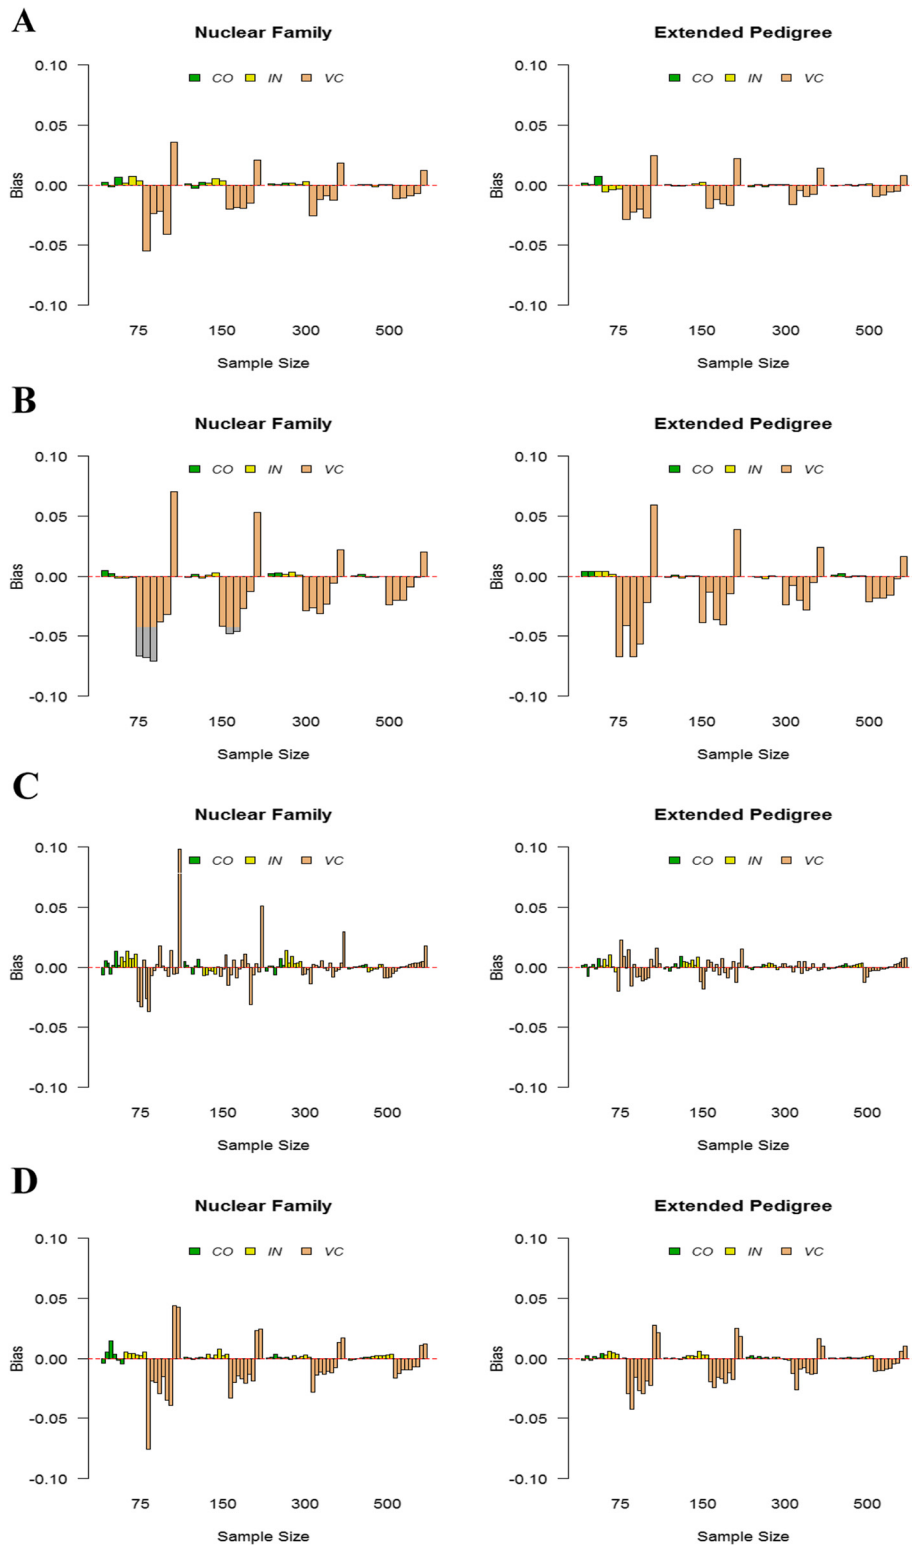 A
Nuclear Family
Extended Pedigree
CO IN VC
CO IN VC
0.10
0.05
0.00
-0.05
-0.10
Bias
75 150 300 500
Sample Size
0.10
0.05
0.00
-0.05
-0.10
Bias
75 150 300 500
Sample Size
B
Nuclear Family
Extended Pedigree
CO IN VC
CO IN VC
0.10
0.05
0.00
-0.05
-0.10
Bias
75 150 300 500
Sample Size
0.10
0.05
0.00
-0.05
-0.10
Bias
75 150 300 500
Sample Size
C
Nuclear Family
Extended Pedigree
CO IN VC
CO IN VC
0.10
0.05
0.00
-0.05
-0.10
Bias
75 150 300 500
Sample Size
0.10
0.05
0.00
-0.05
-0.10
Bias
75 150 300 500
Sample Size
D
Nuclear Family
Extended Pedigree
CO IN VC
CO IN VC
0.10
0.05
0.00
-0.05
-0.10
Bias
75 150 300 500
Sample Size
0.10
0.05
0.00
-0.05
-0.10
Bias
75 150 300 500
Sample Size